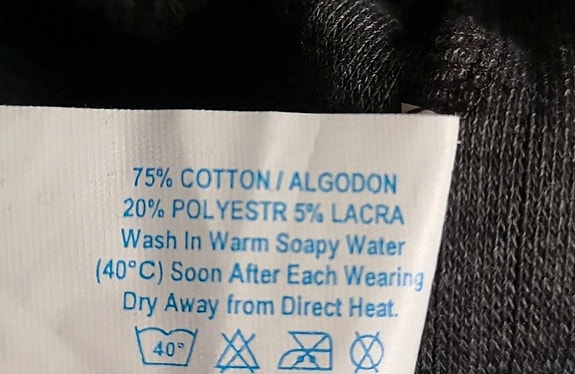 75% COTTON / ALGODON
20% POLYESTR 5% LACRA
Wash In Warm Soapy Water
(40°C) Soon After Each Wearing
Dry Away from Direct Heat.
40°